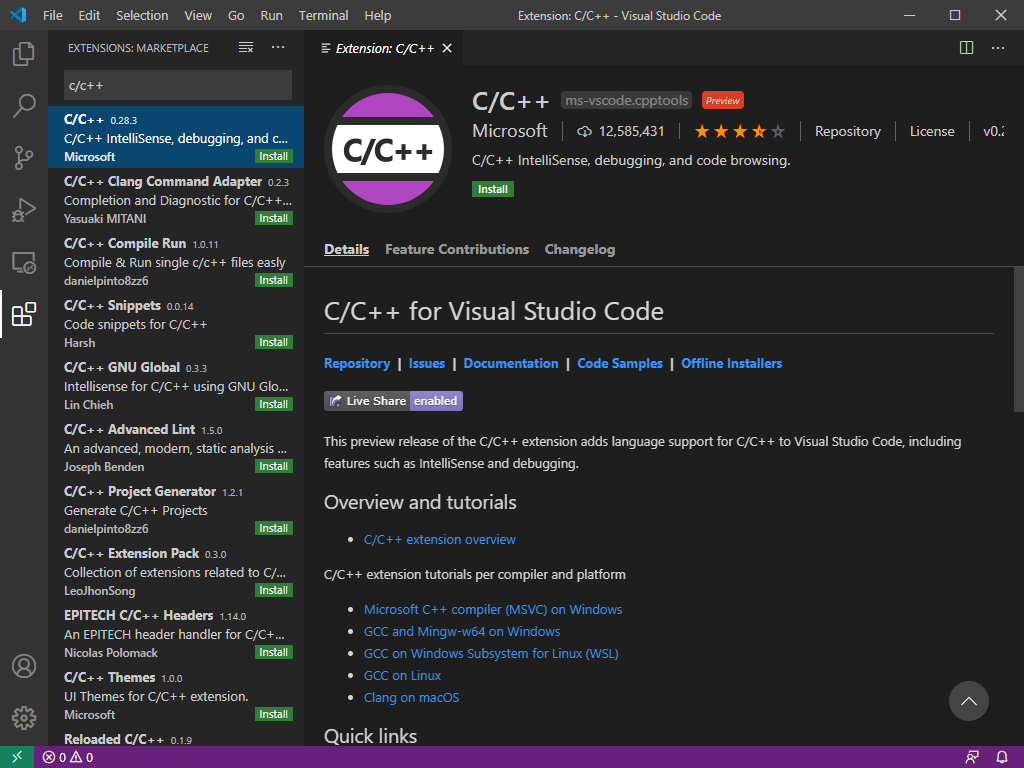 File Edit Selection View Go Run Terminal Help Extension: C/C++ - Visual Studio Code
EXTENSIONS: MARKETPLACE
c/c++
C/C++ 0.28.3
C/C++ IntelliSense, debugging, and c...
Microsoft Install
C/C++ Clang Command Adapter 0.2.3
Completion and Diagnostic for C/C++...
Yasuaki MITANI Install
C/C++ Compile Run 1.0.11
Compile & Run single c/c++ files easly
danielpinto8zz6 Install
C/C++ Snippets 0.0.14
Code snippets for C/C++
Harsh Install
C/C++ GNU Global 0.3.3
Intellisense for C/C++ using GNU Glo...
Lin Chieh Install
C/C++ Advanced Lint 1.5.0
An advanced, modern, static analysis ...
Joseph Benden Install
C/C++ Project Generator 1.2.1
Generate C/C++ Projects
danielpinto8zz6 Install
C/C++ Extension Pack 0.3.0
Collection of extensions related to C/...
LeoJhonSong Install
EPITECH C/C++ Headers 1.14.0
An EPITECH header handler for C/C+...
Nicolas Polomack Install
C/C++ Themes 1.0.0
UI Themes for C/C++ extension.
Microsoft Install
Reloaded C/C++ 0.1.9
Extension: C/C++
C/C++
C/C++ ms-vscode.cpptools Preview
Microsoft 12,585,431 Repository License v0.2
C/C++ IntelliSense, debugging, and code browsing.
Install
Details Feature Contributions Changelog
C/C++ for Visual Studio Code
Repository | Issues | Documentation | Code Samples | Offline Installers
Live Share enabled
This preview release of the C/C++ extension adds language support for C/C++ to Visual Studio Code, including
features such as IntelliSense and debugging.
Overview and tutorials
• C/C++ extension overview
C/C++ extension tutorials per compiler and platform
• Microsoft C++ compiler (MSVC) on Windows
• GCC and Mingw-w64 on Windows
• GCC on Windows Subsystem for Linux (WSL)
• GCC on Linux
• Clang on macOS
Quick links
0 0